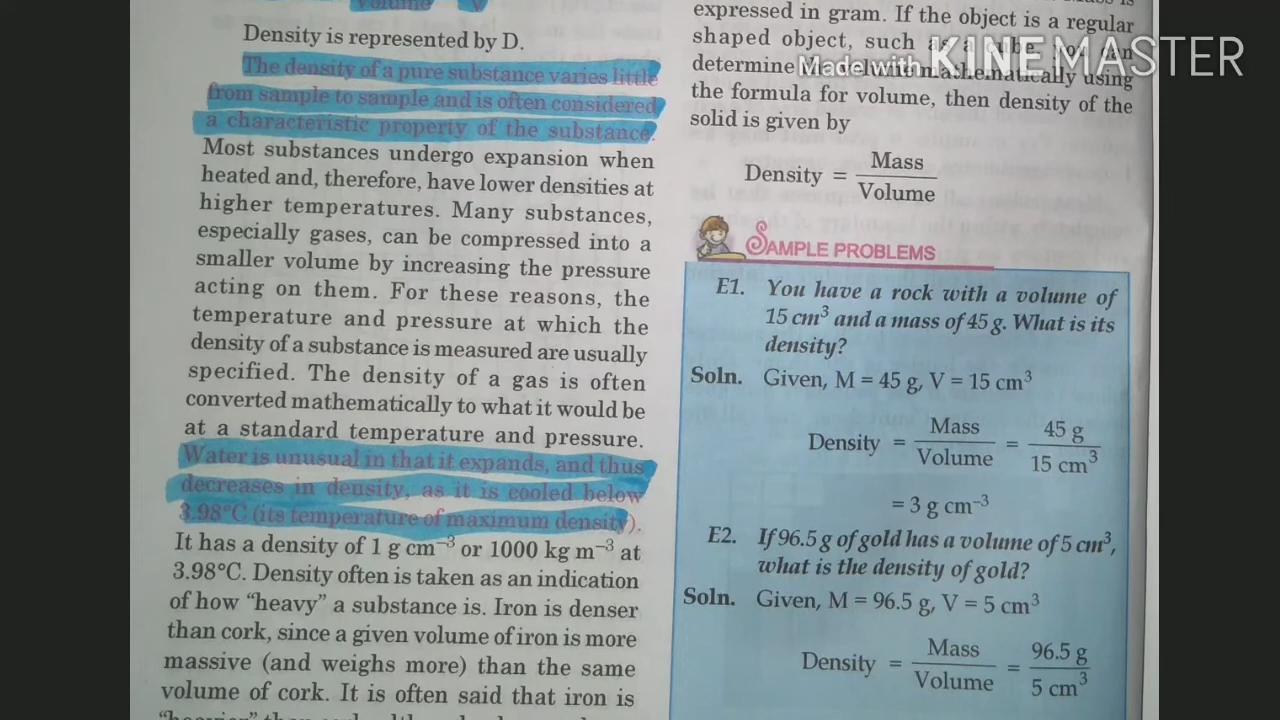 Volume V
Density is represented by D.
The density of a pure substance varies little
from sample to sample and is often considered
a characteristic property of the substance.
Most substances undergo expansion when
heated and, therefore, have lower densities at
higher temperatures. Many substances,
especially gases, can be compressed into a
smaller volume by increasing the pressure
acting on them. For these reasons, the
temperature and pressure at which the
density of a substance is measured are usually
specified. The density of a gas is often
converted mathematically to what it would be
at a standard temperature and pressure.
Water is unusual in that it expands, and thus
decreases in density, as it is cooled below
3.98°C (its temperature of maximum density).
It has a density of 1 g cm⁻³ or 1000 kg m⁻³ at
3.98°C. Density often is taken as an indication
of how "heavy" a substance is. Iron is denser
than cork, since a given volume of iron is more
massive (and weighs more) than the same
volume of cork. It is often said that iron is
expressed in gram. If the object is a regular
shaped object, such as a cube, you can
determine its volume mathematically using
the formula for volume, then density of the
solid is given by
Density = Mass / Volume
SAMPLE PROBLEMS
E1. You have a rock with a volume of
15 cm³ and a mass of 45 g. What is its
density?
Soln. Given, M = 45 g, V = 15 cm³
Density = Mass / Volume = 45 g / 15 cm³
= 3 g cm⁻³
E2. If 96.5 g of gold has a volume of 5 cm³,
what is the density of gold?
Soln. Given, M = 96.5 g, V = 5 cm³
Density = Mass / Volume = 96.5 g / 5 cm³
Made with KINEMASTER